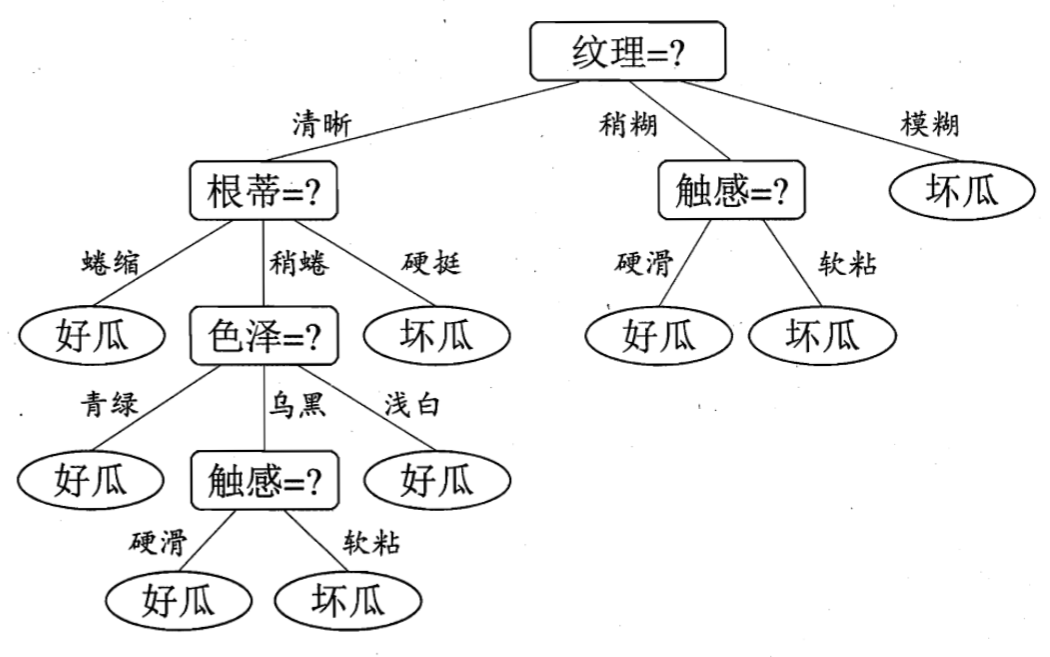 纹理=?
清晰 稍糊 模糊
根蒂=? 触感=? 坏瓜
蜷缩 稍蜷 硬挺 硬滑 软粘
好瓜 色泽=? 坏瓜 好瓜 坏瓜
青绿 乌黑 浅白
好瓜 触感=? 好瓜
硬滑 软粘
好瓜 坏瓜